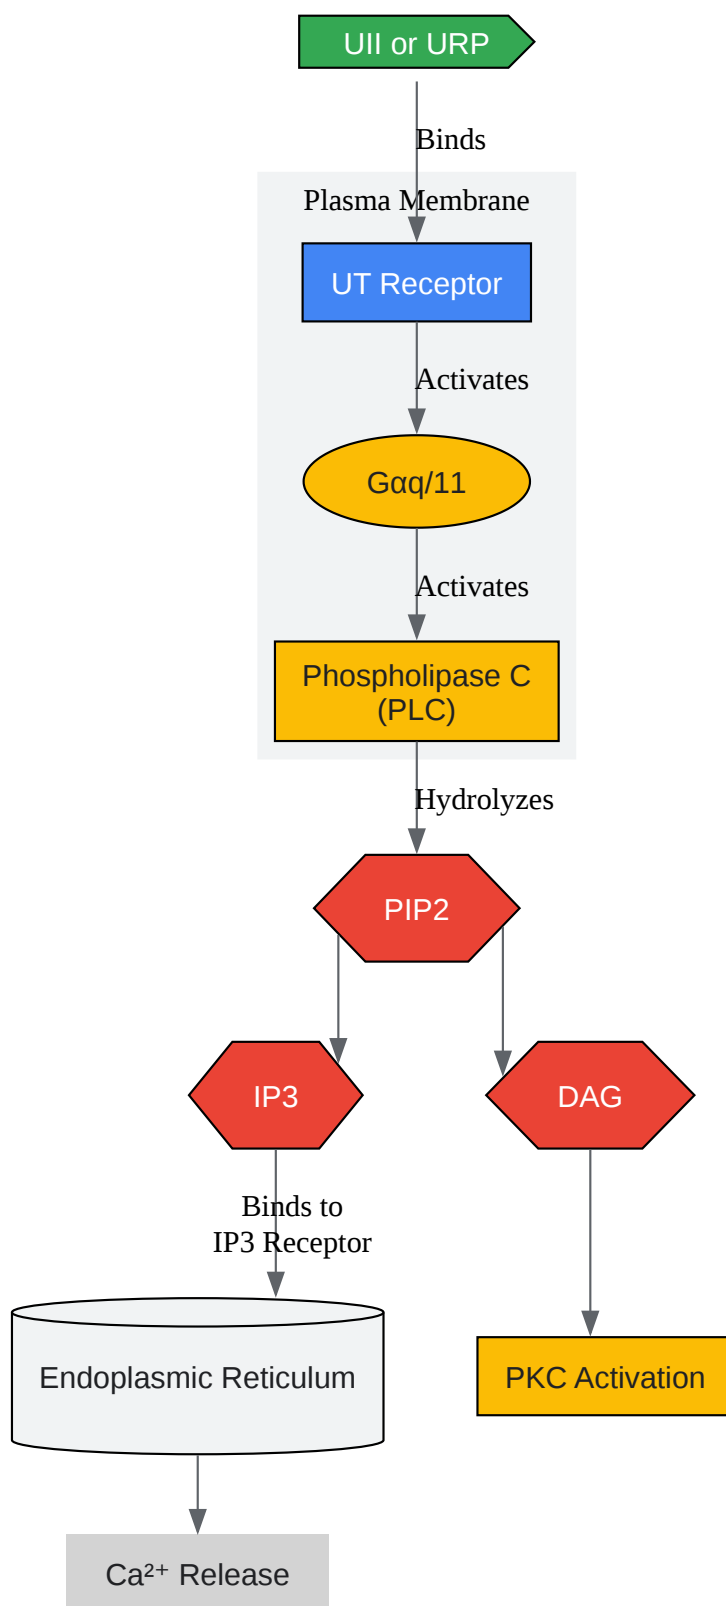 UII or URP
Binds
Plasma Membrane
UT Receptor
Activates
Gαq/11
Activates
Phospholipase C
(PLC)
Hydrolyzes
PIP2
IP3
DAG
Binds to
IP3 Receptor
Endoplasmic Reticulum
PKC Activation
Ca²⁺ Release